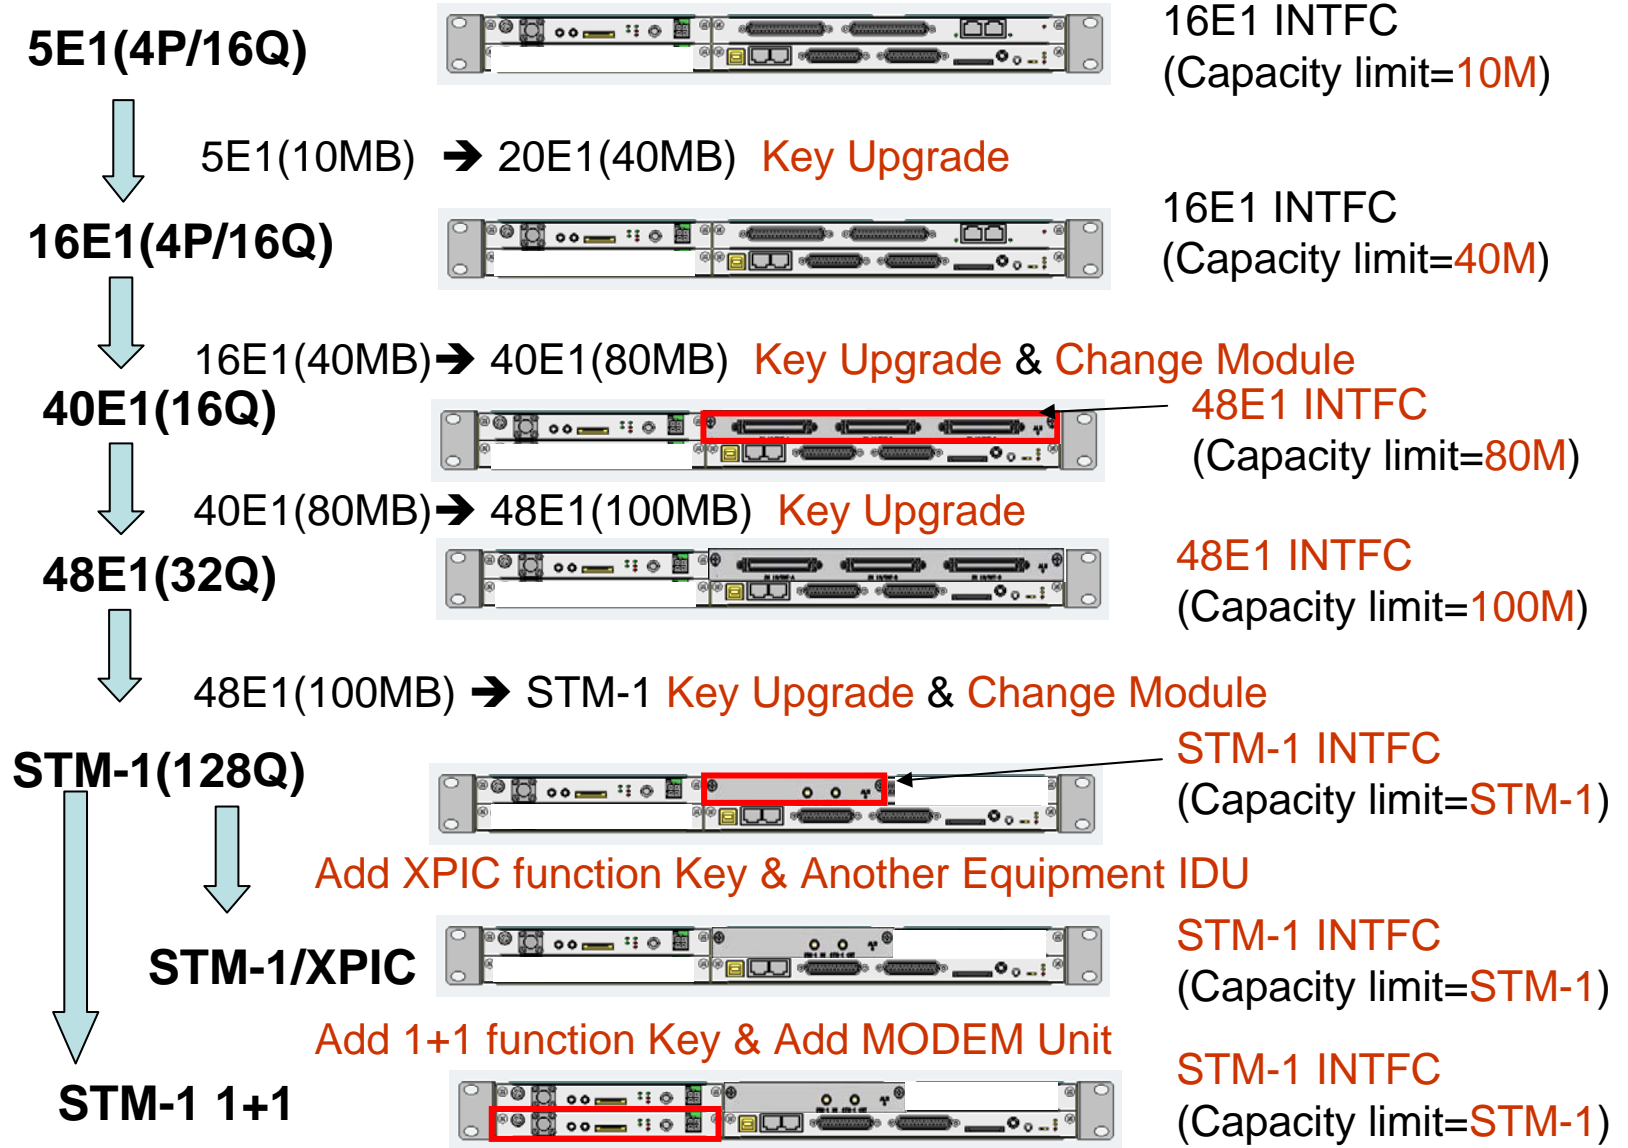 5E1(4P/16Q)
16E1 INTFC
(Capacity limit=10M)
5E1(10MB) ➔ 20E1(40MB) Key Upgrade
16E1(4P/16Q)
16E1 INTFC
(Capacity limit=40M)
16E1(40MB)➔ 40E1(80MB) Key Upgrade & Change Module
40E1(16Q)
48E1 INTFC
(Capacity limit=80M)
40E1(80MB)➔ 48E1(100MB) Key Upgrade
48E1(32Q)
48E1 INTFC
(Capacity limit=100M)
48E1(100MB) ➔ STM-1 Key Upgrade & Change Module
STM-1(128Q)
STM-1 INTFC
(Capacity limit=STM-1)
Add XPIC function Key & Another Equipment IDU
STM-1/XPIC
STM-1 INTFC
(Capacity limit=STM-1)
Add 1+1 function Key & Add MODEM Unit
STM-1 1+1
STM-1 INTFC
(Capacity limit=STM-1)